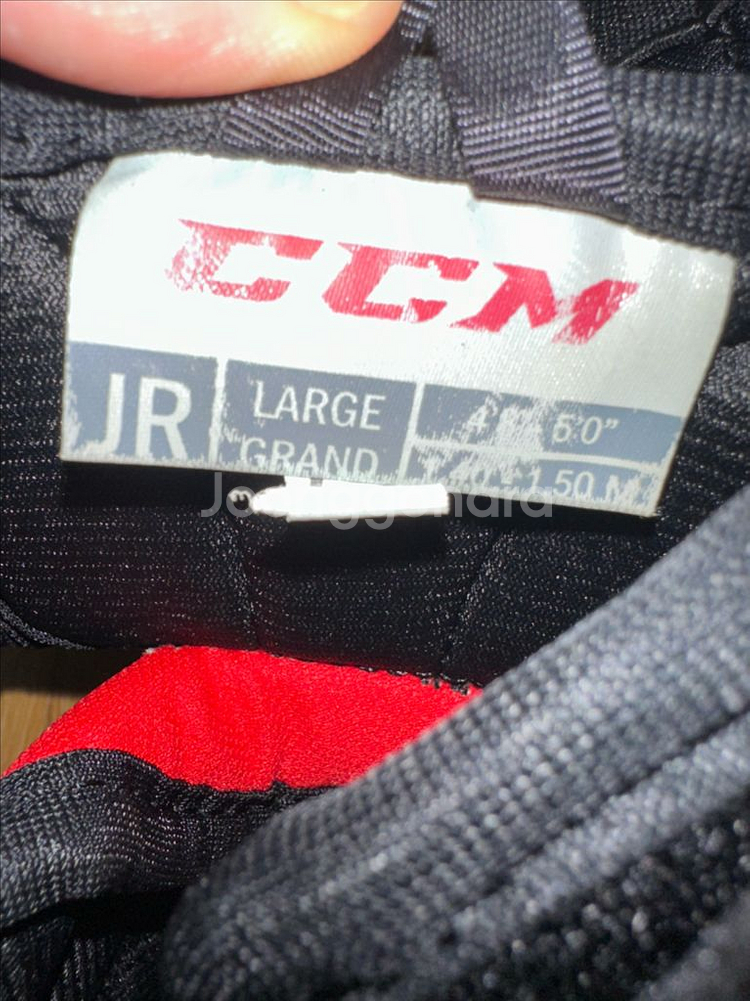 CCM
JR
LARGE
GRAND
5'0"
1.50 M